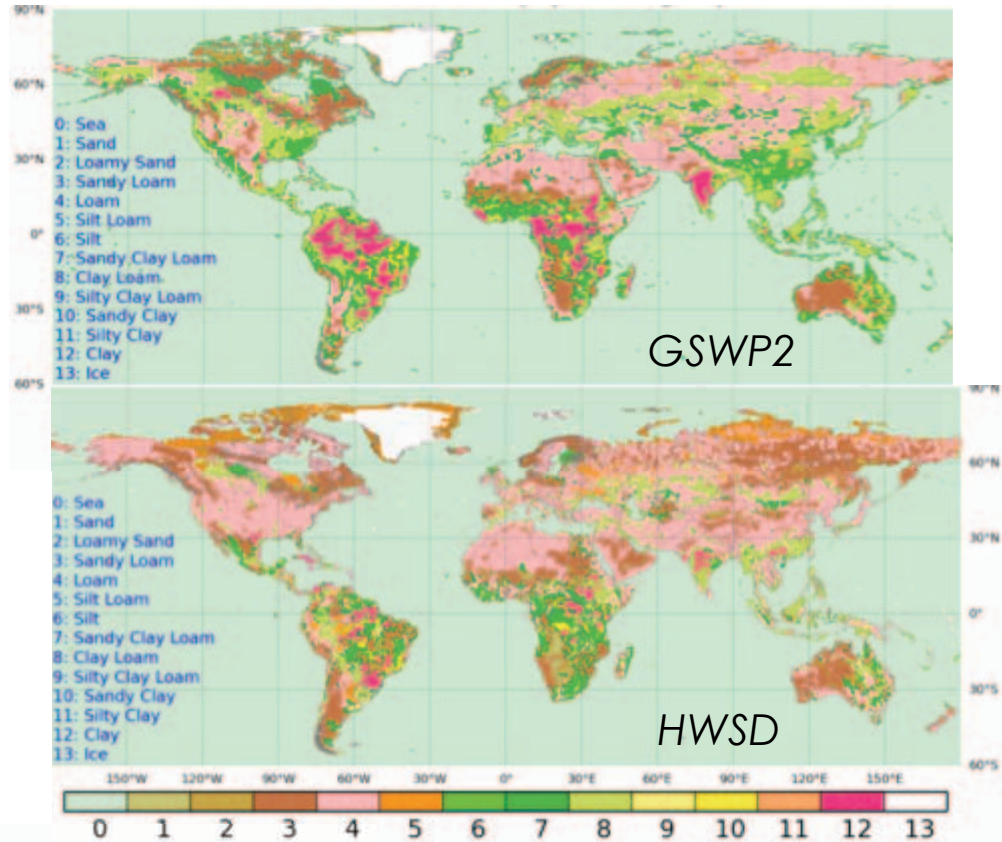 90°N
60°N
30°N
0°
30°S
60°S
0: Sea
1: Sand
2: Loamy Sand
3: Sandy Loam
4: Loam
5: Silt Loam
6: Silt
7: Sandy Clay Loam
8: Clay Loam
9: Silty Clay Loam
10: Sandy Clay
11: Silty Clay
12: Clay
13: Ice
GSWP2
60°N
30°N
0°
30°S
60°S
0: Sea
1: Sand
2: Loamy Sand
3: Sandy Loam
4: Loam
5: Silt Loam
6: Silt
7: Sandy Clay Loam
8: Clay Loam
9: Silty Clay Loam
10: Sandy Clay
11: Silty Clay
12: Clay
13: Ice
HWSD
150°W 120°W 90°W 60°W 30°W 0° 30°E 60°E 90°E 120°E 150°E
0 1 2 3 4 5 6 7 8 9 10 11 12 13